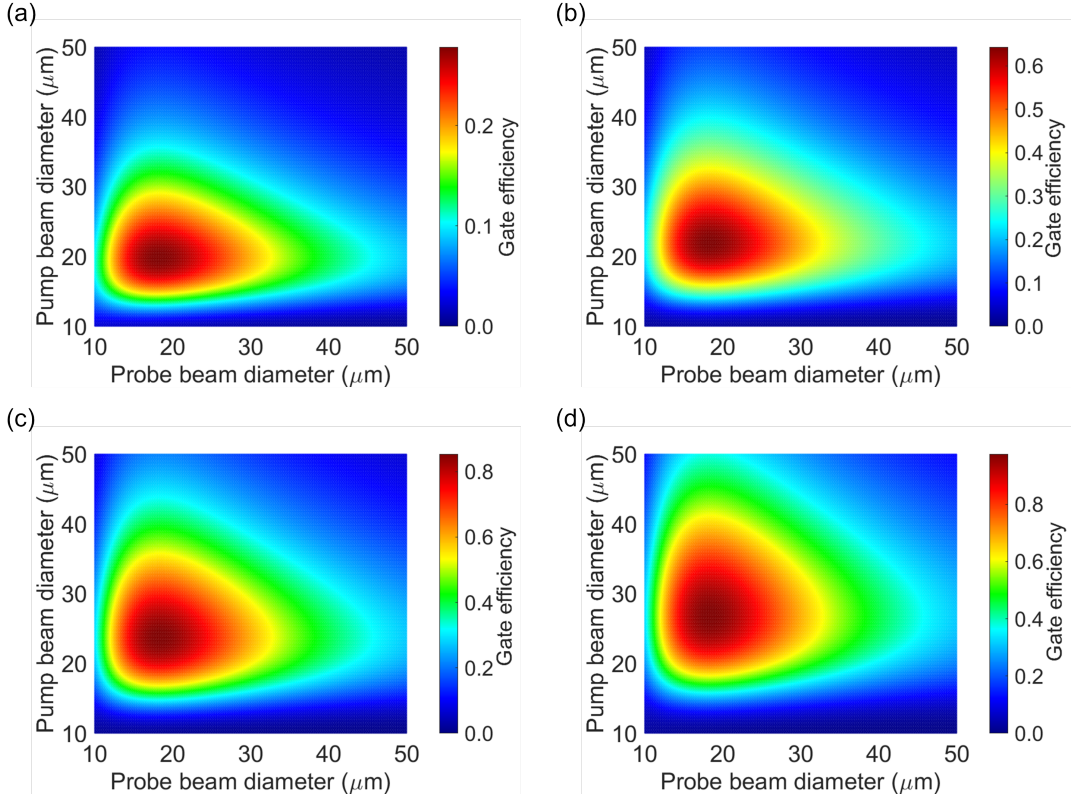 (a)
Pump beam diameter (μm)
50
40
30
20
10
10 20 30 40 50
Probe beam diameter (μm)
0.2
0.1
0.0
Gate efficiency
(b)
Pump beam diameter (μm)
50
40
30
20
10
10 20 30 40 50
Probe beam diameter (μm)
0.6
0.5
0.4
0.3
0.2
0.1
0.0
Gate efficiency
(c)
Pump beam diameter (μm)
50
40
30
20
10
10 20 30 40 50
Probe beam diameter (μm)
0.8
0.6
0.4
0.2
0.0
Gate efficiency
(d)
Pump beam diameter (μm)
50
40
30
20
10
10 20 30 40 50
Probe beam diameter (μm)
0.8
0.6
0.4
0.2
0.0
Gate efficiency